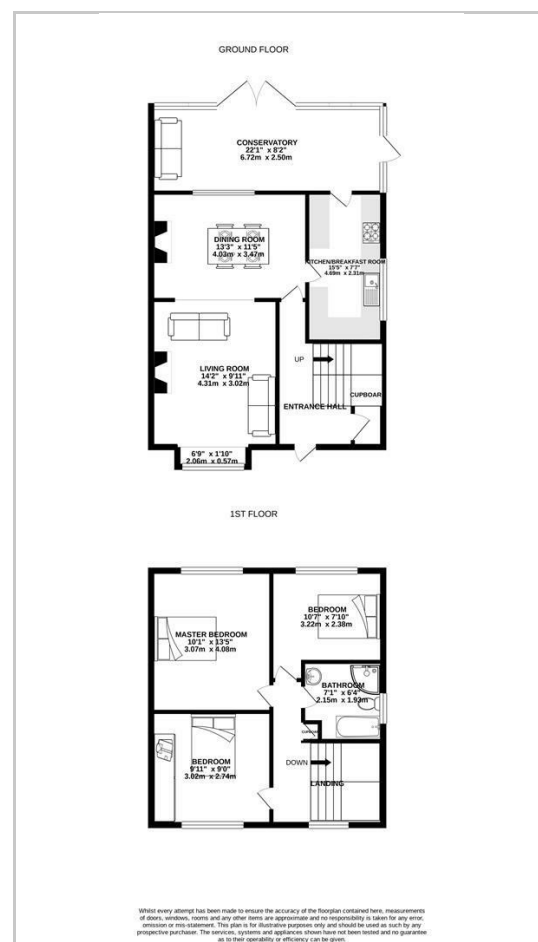 GROUND FLOOR
CONSERVATORY
22'1" x 8'2"
6.72m x 2.50m
DINING ROOM
13'3" x 11'5"
4.03m x 3.47m
KITCHEN/BREAKFAST ROOM
15'5" x 7'7"
4.69m x 2.31m
LIVING ROOM
14'2" x 9'11"
4.31m x 3.02m
UP
CUPBOAR
ENTRANCE HALL
6'9" x 1'10"
2.06m x 0.57m
1ST FLOOR
MASTER BEDROOM
10'1" x 13'5"
3.07m x 4.08m
BEDROOM
10'7" x 7'10"
3.22m x 2.38m
BATHROOM
7'1" x 6'4"
2.15m x 1.93m
CUPBOAR
BEDROOM
9'11" x 9'0"
3.02m x 2.74m
DOWN
LANDING
Whilst every attempt has been made to ensure the accuracy of the floorplan contained here, measurements
of doors, windows, rooms and any other items are approximate and no responsibility is taken for any error,
omission or mis-statement. This plan is for illustrative purposes only and should be used as such by any
prospective purchaser. The services, systems and appliances shown have not been tested and no guarantee
as to their operability or efficiency can be given.